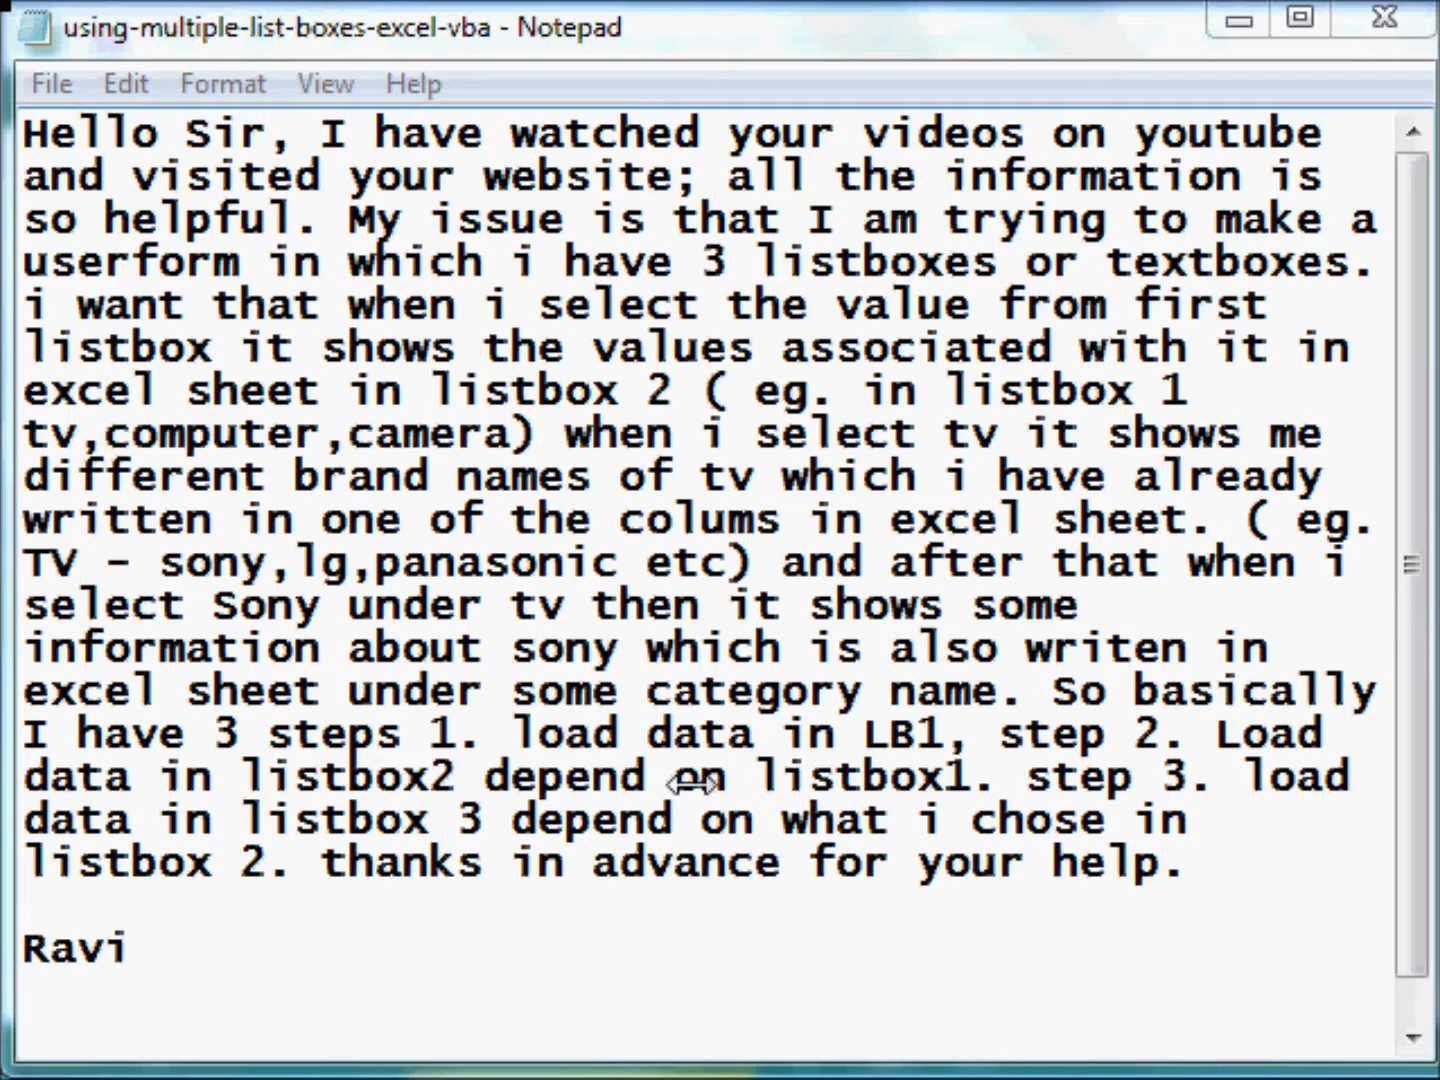 using-multiple-list-boxes-excel-vba - Notepad
File Edit Format View Help
Hello Sir, I have watched your videos on youtube
and visited your website; all the information is
so helpful. My issue is that I am trying to make a
userform in which i have 3 listboxes or textboxes.
i want that when i select the value from first
listbox it shows the values associated with it in
excel sheet in listbox 2 ( eg. in listbox 1
tv,computer,camera) when i select tv it shows me
different brand names of tv which i have already
written in one of the colums in excel sheet. ( eg.
TV - sony,lg,panasonic etc) and after that when i
select Sony under tv then it shows some
information about sony which is also writen in
excel sheet under some category name. So basically
I have 3 steps 1. load data in LB1, step 2. Load
data in listbox2 depend on listbox1. step 3. load
data in listbox 3 depend on what i chose in
listbox 2. thanks in advance for your help.
Ravi